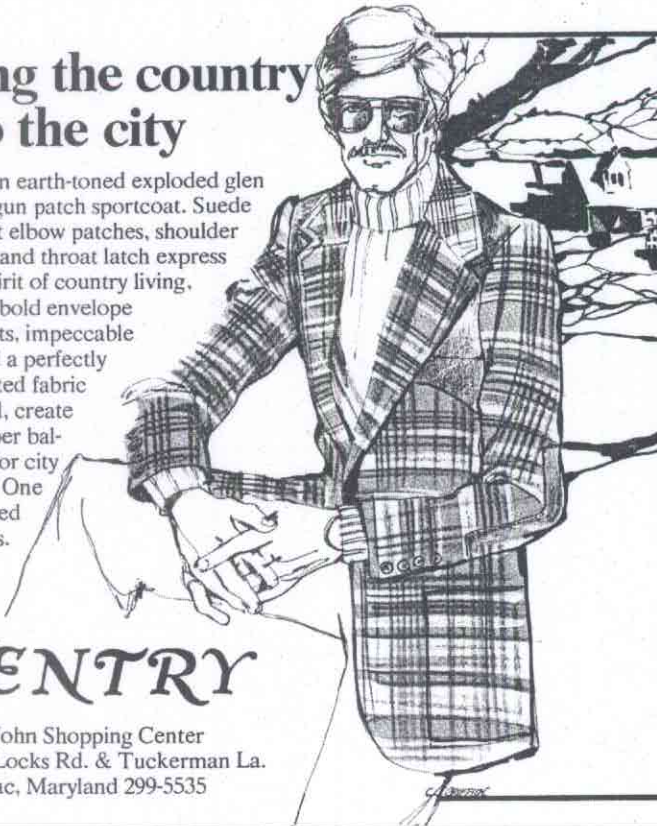 ng the country
o the city
n earth-toned exploded glen
gun patch sportcoat. Suede
t elbow patches, shoulder
and throat latch express
irit of country living,
bold envelope
ts, impeccable
a perfectly
ted fabric
l, create
per bal-
or city
One
ed
s.
ENTRY
ohn Shopping Center
Locks Rd. & Tuckerman La.
ac, Maryland 299-5535